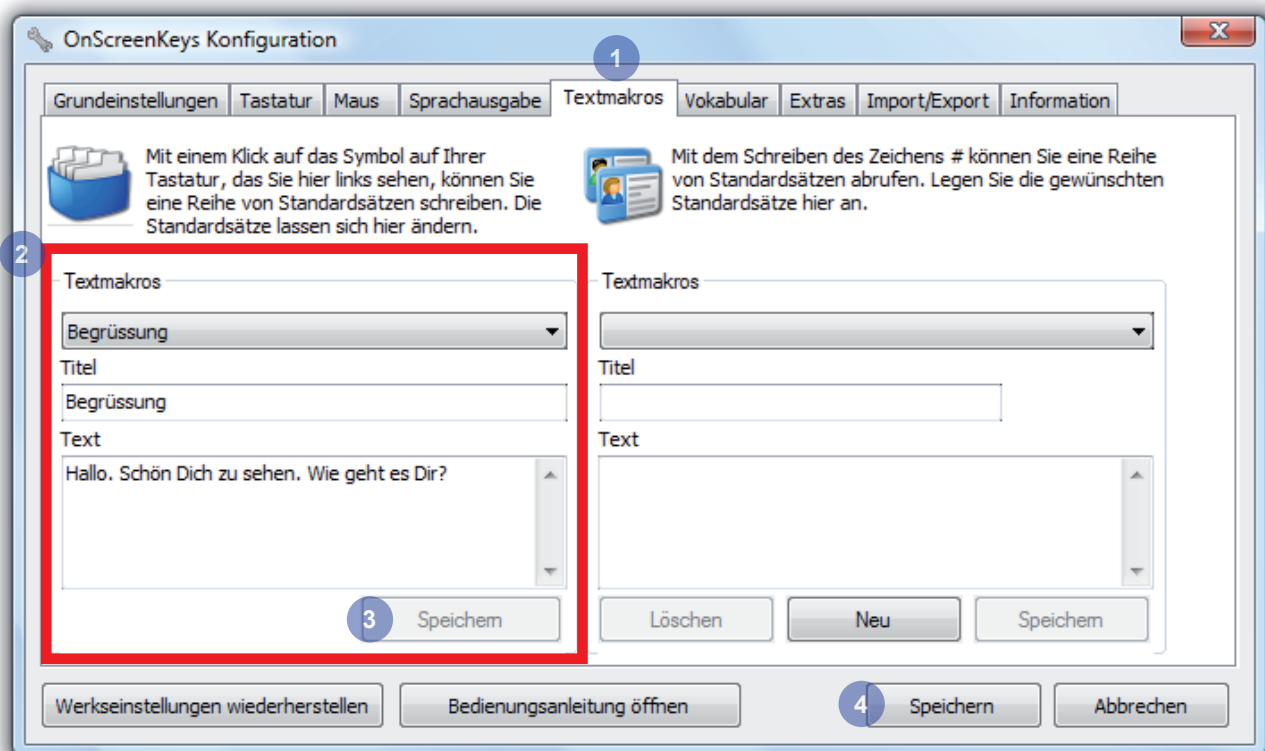 OnScreenKeys Konfiguration
1
Grundeinstellungen Tastatur Maus Sprachausgabe Textmakros Vokabular Extras Import/Export Information
Mit einem Klick auf das Symbol auf Ihrer
Tastatur, das Sie hier links sehen, können Sie
eine Reihe von Standardsätzen schreiben. Die
Standardsätze lassen sich hier ändern.
Mit dem Schreiben des Zeichens # können Sie eine Reihe
von Standardsätzen abrufen. Legen Sie die gewünschten
Standardsätze hier an.
2
Textmakros
Begrüssung
Titel
Begrüssung
Text
Hallo. Schön Dich zu sehen. Wie geht es Dir?
3 Speichern
Textmakros
Titel
Text
Löschen Neu Speichern
Werkseinstellungen wiederherstellen Bedienungsanleitung öffnen 4 Speichern Abbrechen